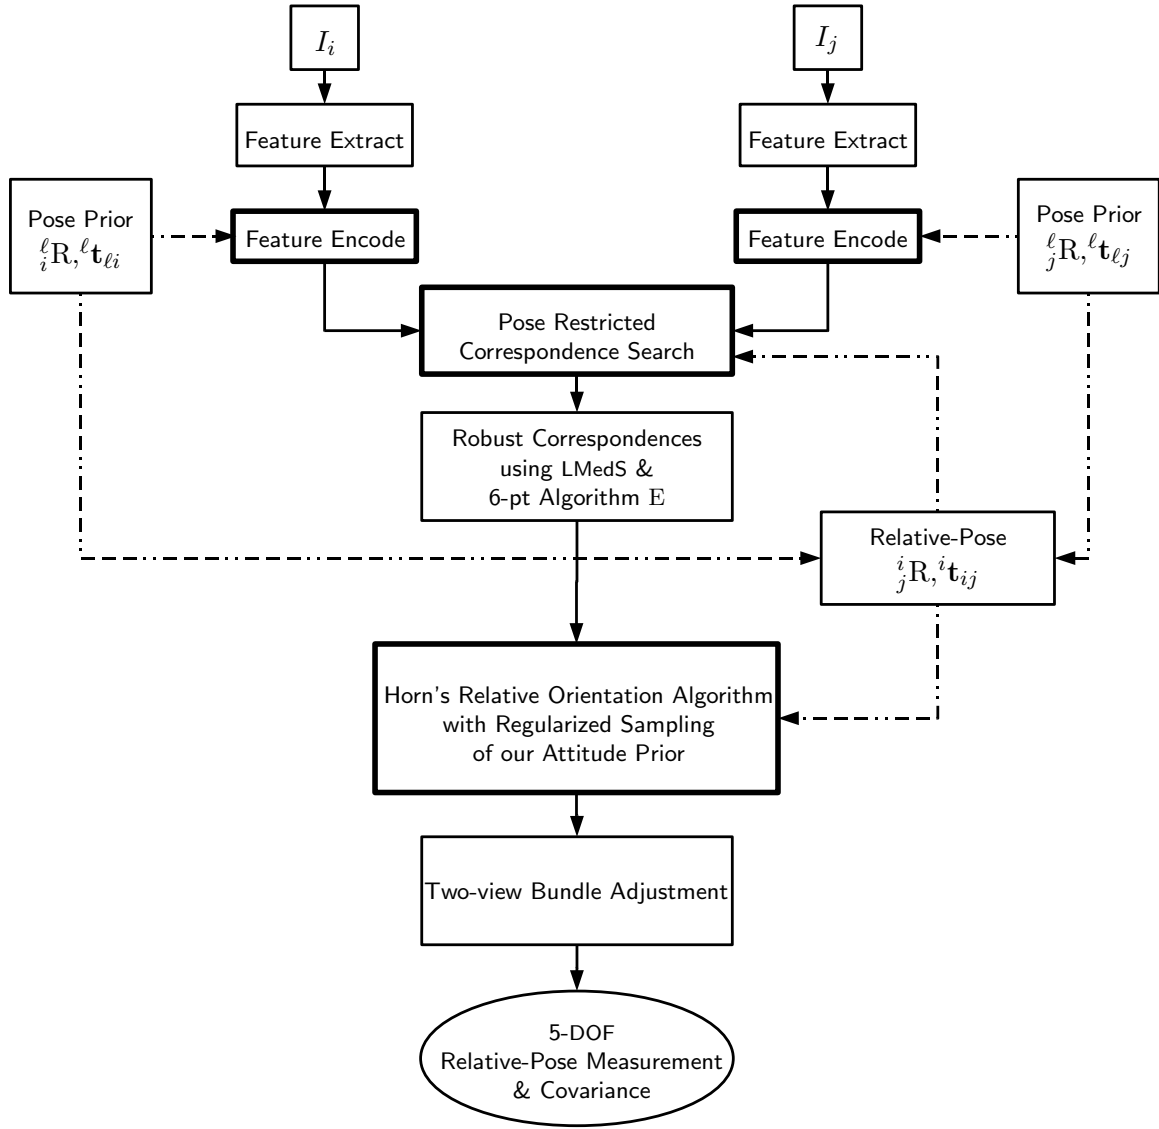 I_i
I_j
Feature Extract
Feature Extract
Pose Prior
^ℓ_iR,^ℓt_ℓi
Feature Encode
Feature Encode
Pose Prior
^ℓ_jR,^ℓt_ℓj
Pose Restricted
Correspondence Search
Robust Correspondences
using LMedS &
6-pt Algorithm E
Relative-Pose
^i_jR,^it_ij
Horn's Relative Orientation Algorithm
with Regularized Sampling
of our Attitude Prior
Two-view Bundle Adjustment
5-DOF
Relative-Pose Measurement
& Covariance